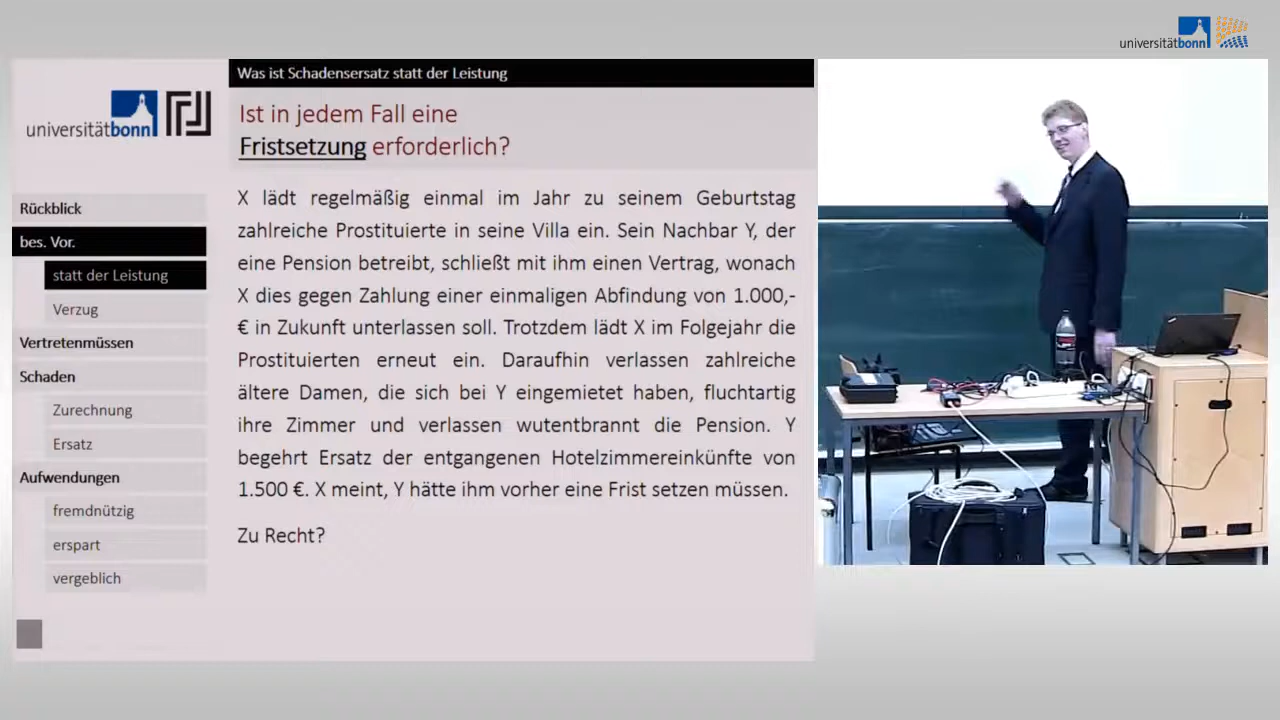 universitätbonn
Was ist Schadensersatz statt der Leistung
universitätbonn
Ist in jedem Fall eine
Fristsetzung erforderlich?
Rückblick
bes. Vor.
statt der Leistung
Verzug
Vertretenmüssen
Schaden
Zurechnung
Ersatz
Aufwendungen
fremdnützig
erspart
vergeblich
X lädt regelmäßig einmal im Jahr zu seinem Geburtstag
zahlreiche Prostituierte in seine Villa ein. Sein Nachbar Y, der
eine Pension betreibt, schließt mit ihm einen Vertrag, wonach
X dies gegen Zahlung einer einmaligen Abfindung von 1.000,-
€ in Zukunft unterlassen soll. Trotzdem lädt X im Folgejahr die
Prostituierten erneut ein. Daraufhin verlassen zahlreiche
ältere Damen, die sich bei Y eingemietet haben, fluchtartig
ihre Zimmer und verlassen wutentbrannt die Pension. Y
begehrt Ersatz der entgangenen Hotelzimmereinkünfte von
1.500 €. X meint, Y hätte ihm vorher eine Frist setzen müssen.
Zu Recht?